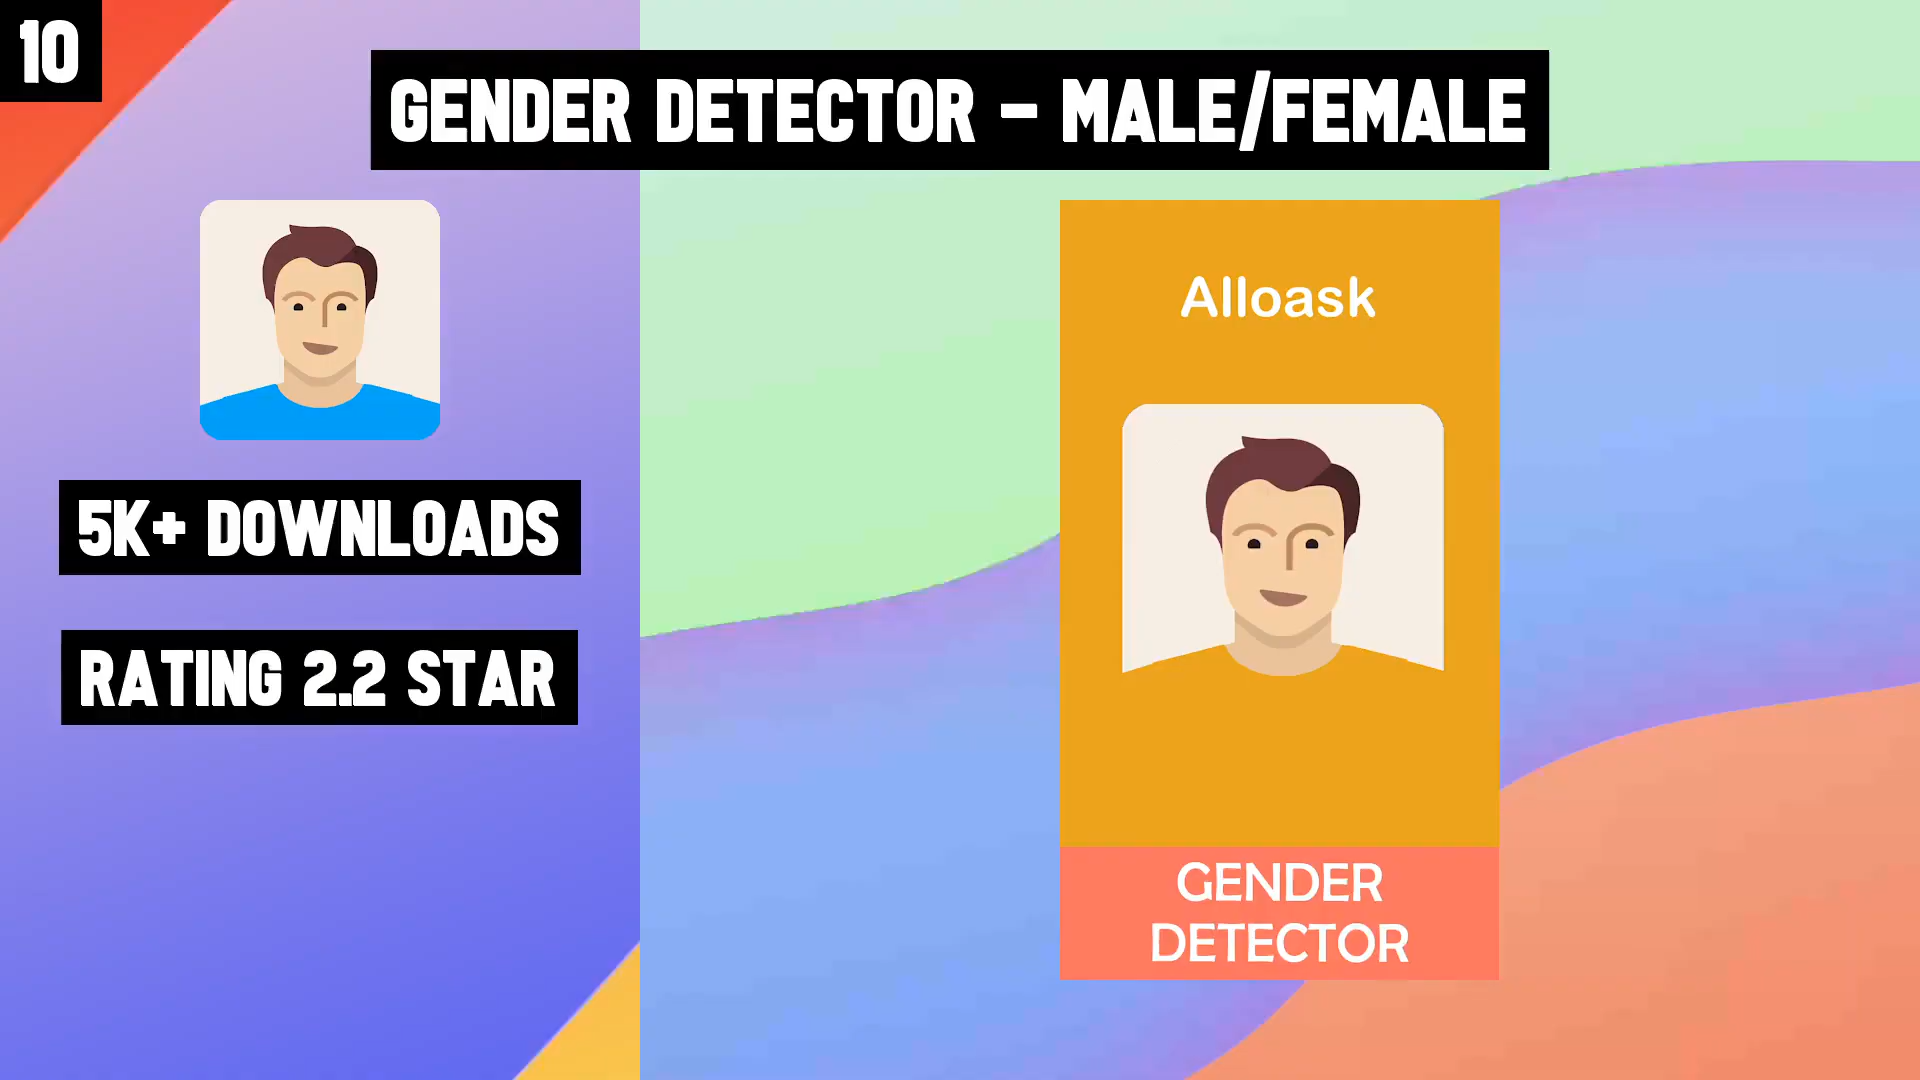 10
GENDER DETECTOR - MALE/FEMALE
5K+ DOWNLOADS
RATING 2.2 STAR
Alloask
GENDER
DETECTOR